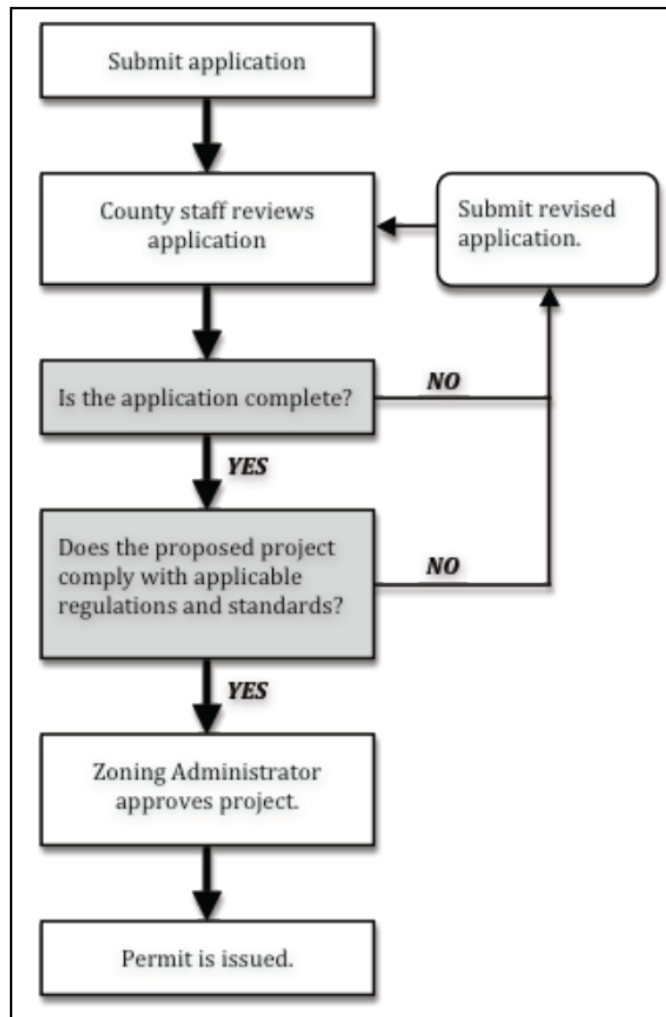 Submit application
County staff reviews
application
Submit revised
application.
Is the application complete?
NO
YES
Does the proposed project
comply with applicable
regulations and standards?
NO
YES
Zoning Administrator
approves project.
Permit is issued.